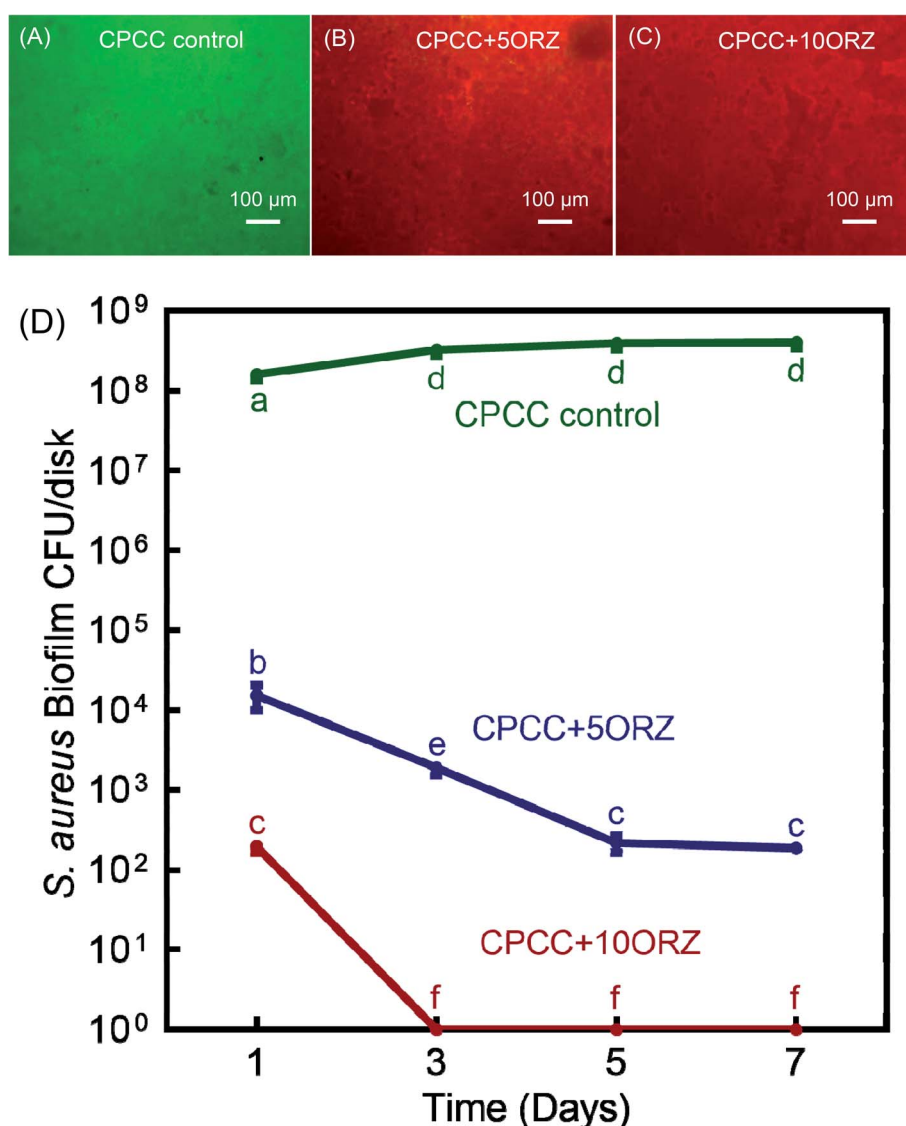 (A) CPCC control
100 µm
(B) CPCC+5ORZ
100 µm
(C) CPCC+10ORZ
100 µm
(D)
S. aureus Biofilm CFU/disk
10⁹
10⁸
10⁷
10⁶
10⁵
10⁴
10³
10²
10¹
10⁰
a
d
d
d
CPCC control
b
e
c
c
CPCC+5ORZ
c
f
f
f
CPCC+10ORZ
1
3
5
7
Time (Days)